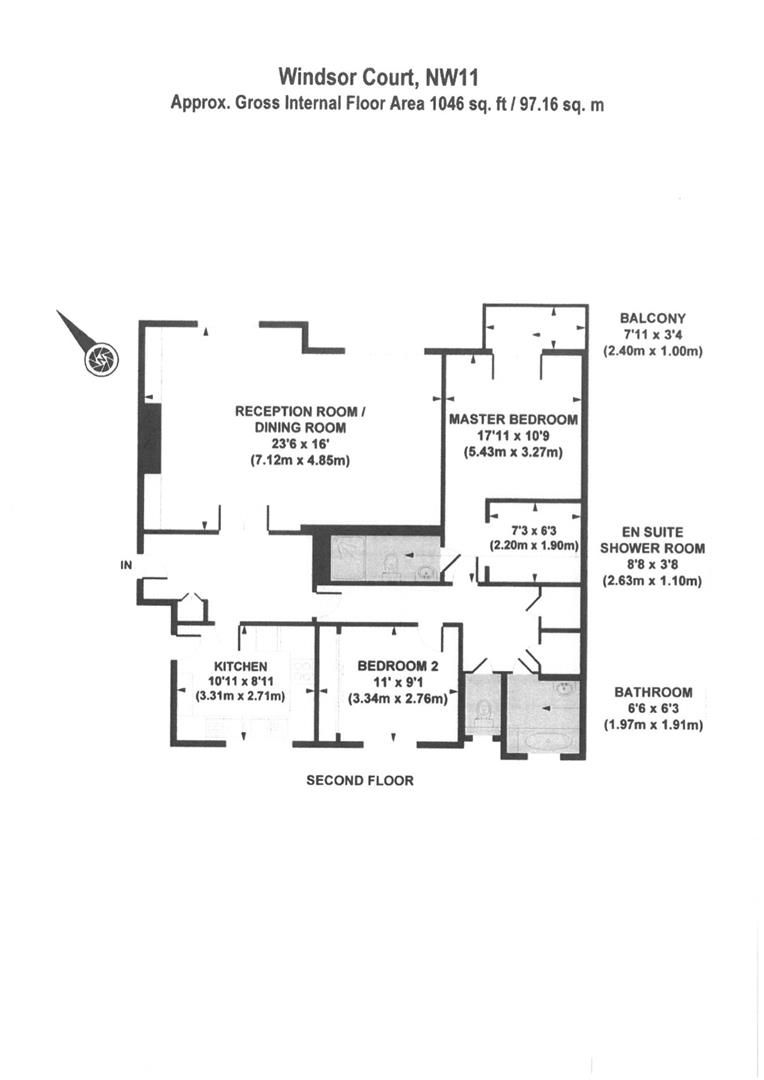 Windsor Court, NW11
Approx. Gross Internal Floor Area 1046 sq. ft / 97.16 sq. m
BALCONY
7'11 x 3'4
(2.40m x 1.00m)
RECEPTION ROOM /
DINING ROOM
23'6 x 16'
(7.12m x 4.85m)
MASTER BEDROOM
17'11 x 10'9
(5.43m x 3.27m)
7'3 x 6'3
(2.20m x 1.90m)
EN SUITE
SHOWER ROOM
8'8 x 3'8
(2.63m x 1.10m)
IN
KITCHEN
10'11 x 8'11
(3.31m x 2.71m)
BEDROOM 2
11' x 9'1
(3.34m x 2.76m)
BATHROOM
6'6 x 6'3
(1.97m x 1.91m)
SECOND FLOOR